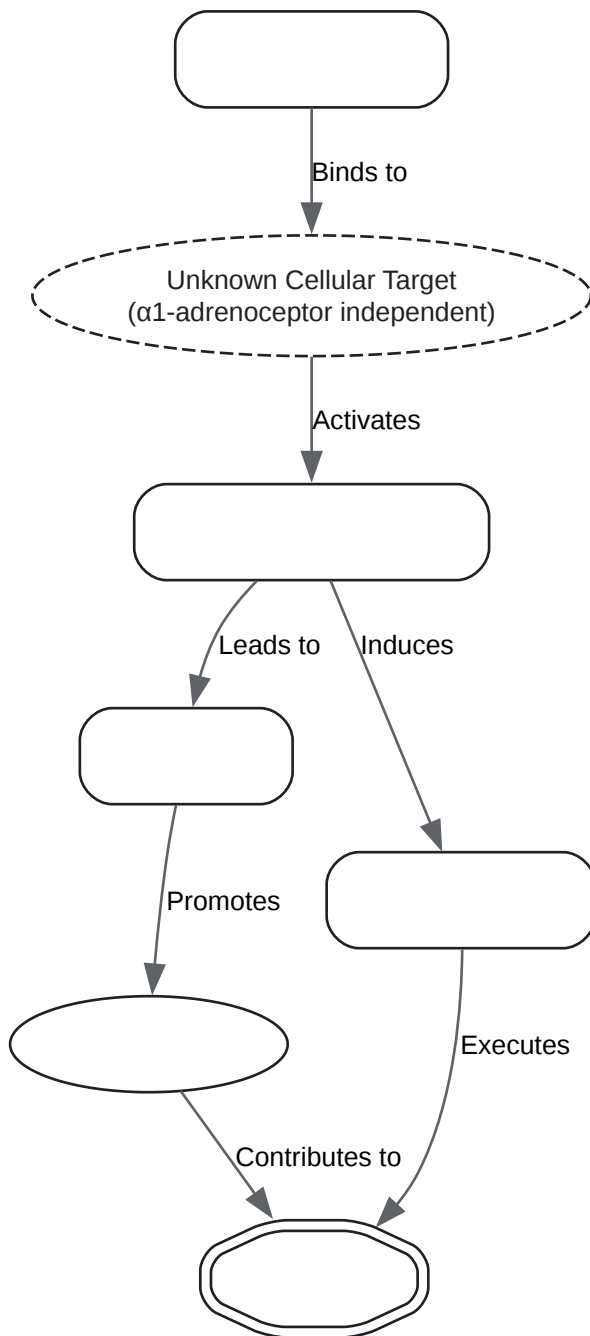 Binds to
Unknown Cellular Target
(α1-adrenoceptor independent)
Activates
Leads to
Induces
Promotes
Executes
Contributes to